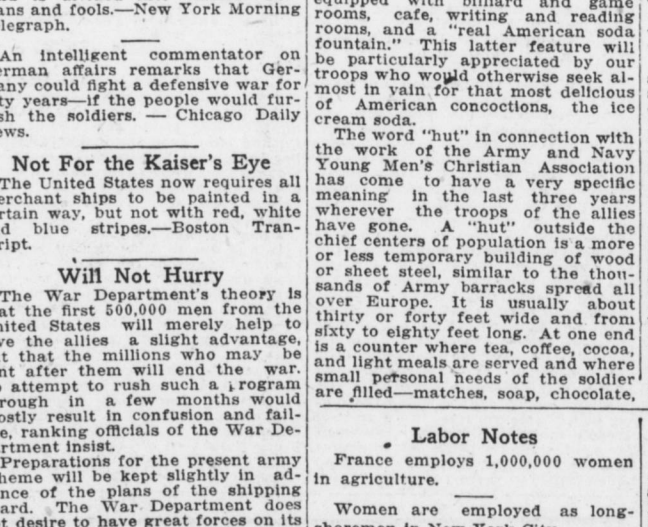 ans and fools.—New York Morning
legraph.
An intelligent commentator on
erman affairs remarks that Ger-
any could fight a defensive war for
ty years—if the people would fur-
sh the soldiers. — Chicago Daily
ews.
Not For the Kaiser's Eye
The United States now requires all
erchant ships to be painted in a
rtain way, but not with red, white
d blue stripes.—Boston Tran-
ript.
Will Not Hurry
The War Department's theory is
at the first 500,000 men from the
nited States will merely help to
ve the allies a slight advantage,
t that the millions who may be
nt after them will end the war.
attempt to rush such a program
rough in a few months would
ostly result in confusion and fail-
e, ranking officials of the War De-
rtment insist.
Preparations for the present army
heme will be kept slightly in ad-
nce of the plans of the shipping
ard. The War Department does
t desire to have great forces on its
equipped with billiard and game
rooms, cafe, writing and reading
rooms, and a "real American soda
fountain." This latter feature will
be particularly appreciated by our
troops who would otherwise seek al-
most in vain for that most delicious
of American concoctions, the ice
cream soda.
The word "hut" in connection with
the work of the Army and Navy
Young Men's Christian Association
has come to have a very specific
meaning in the last three years
wherever the troops of the allies
have gone. A "hut" outside the
chief centers of population is a more
or less temporary building of wood
or sheet steel, similar to the thou-
sands of Army barracks spread all
over Europe. It is usually about
thirty or forty feet wide and from
sixty to eighty feet long. At one end
is a counter where tea, coffee, cocoa,
and light meals are served and where
small personal needs of the soldier
are filled—matches, soap, chocolate,
Labor Notes
France employs 1,000,000 women
in agriculture.
Women are employed as long-
shoremen in New York City.